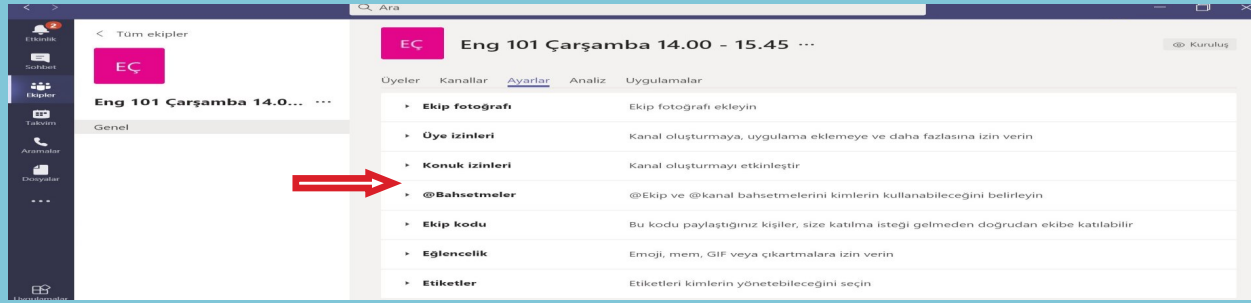 Ara
2
Etkinlik
Sohbet
Ekipler
Takvim
Aramalar
Dosyalar
Uygulamalar
< Tüm ekipler
EÇ
Eng 101 Çarşamba 14.0... ...
Genel
EÇ
Eng 101 Çarşamba 14.00 - 15.45 ...
Kuruluş
Üyeler Kanallar Ayarlar Analiz Uygulamalar
Ekip fotoğrafı Ekip fotoğrafı ekleyin
Üye izinleri Kanal oluşturmaya, uygulama eklemeye ve daha fazlasına izin verin
Konuk izinleri Kanal oluşturmayı etkinleştir
@Bahsetmeler @Ekip ve @kanal bahsetmelerini kimlerin kullanabileceğini belirleyin
Ekip kodu Bu kodu paylaştığınız kişiler, size katılma isteği gelmeden doğrudan ekibe katılabilir
Eğlencelik Emoji, mem, GIF veya çıkartmalara izin verin
Etiketler Etiketleri kimlerin yönetebileceğini seçin